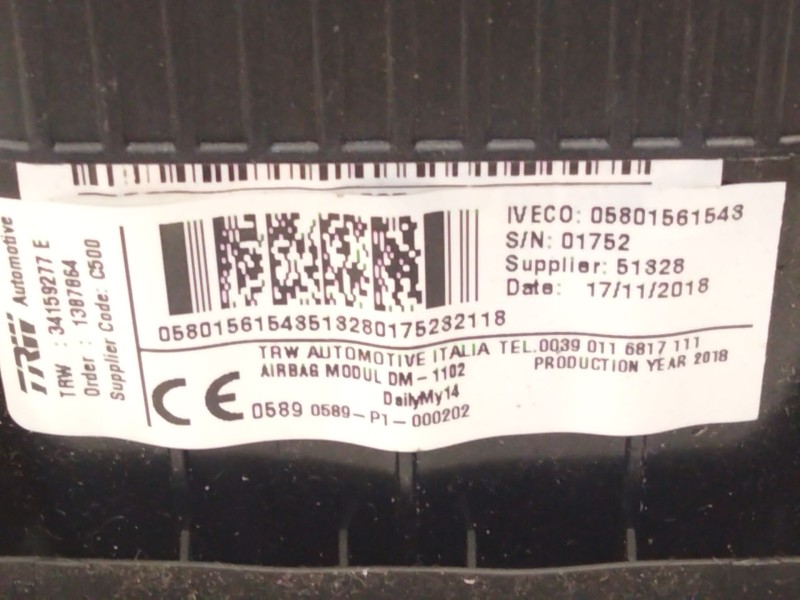 TRW Automotive
TRW : 34159277 E
Order : 1387864
Supplier Code: C500
IVECO: 05801561543
S/N: 01752
Supplier: 51328
Date: 17/11/2018
05801561543513280175232118
TRW AUTOMOTIVE ITALIA TEL.0039 011 6817 111
AIRBAG MODUL DM-1102
PRODUCTION YEAR 2018
DailyMy14
CE 0589 0589-P1-000202